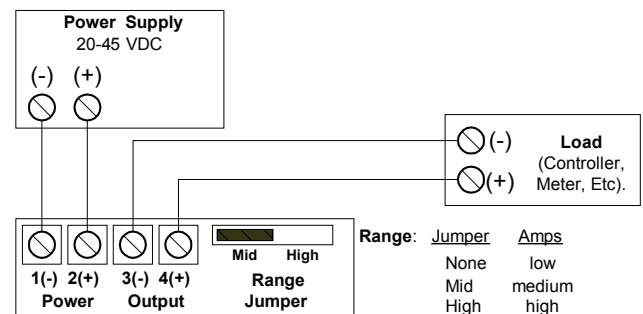 Power Supply
20-45 VDC
(-) (+)
(-) Load
(Controller,
(+) Meter, Etc).
Mid High
1(-) 2(+) 3(-) 4(+) Range
Power Output Jumper
Range: Jumper Amps
None low
Mid medium
High high